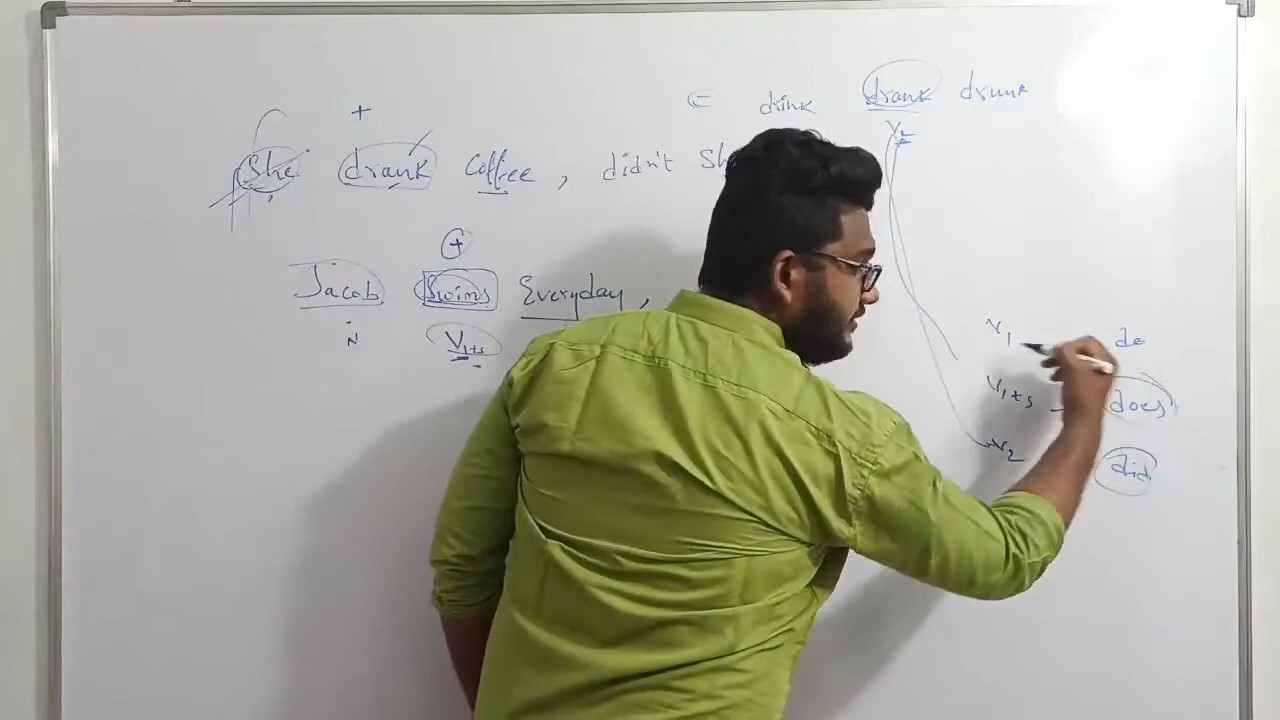 +
⊖ drink drank drunk
V2
She drank Coffee, didn't Sh
+
Jacob Swims Everyday,
N V1+s
V1 do
V1+s - does
V2 did